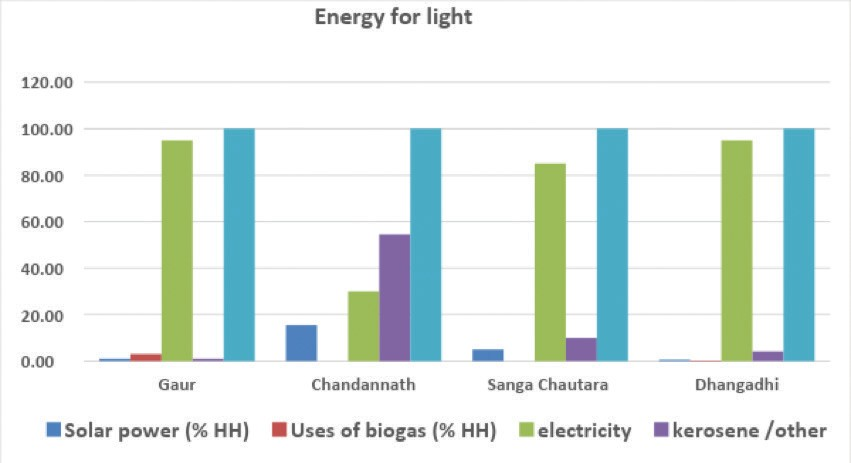 Energy for light
120.00
100.00
80.00
60.00
40.00
20.00
0.00
Gaur Chandannath Sanga Chautara Dhangadhi
Solar power (% HH) Uses of biogas (% HH) electricity kerosene /other